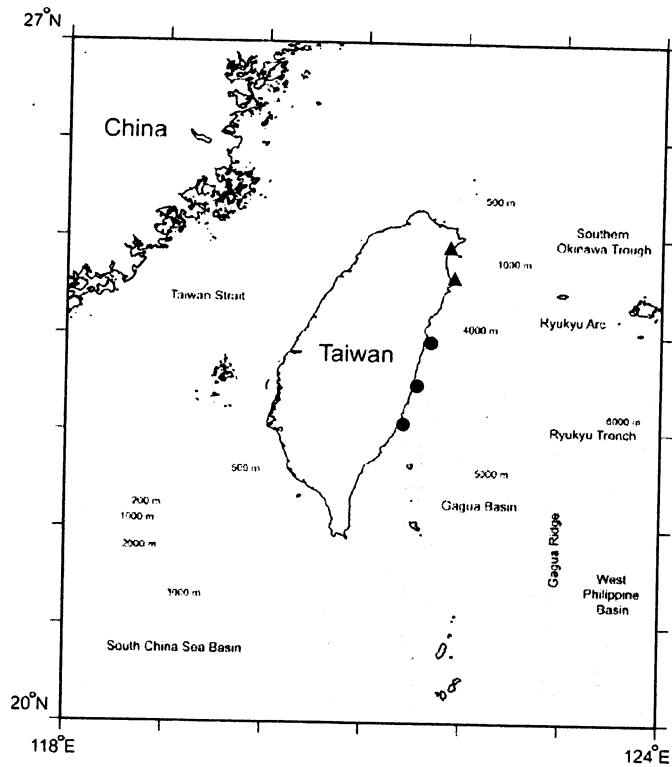 27°N
China
500 m
Southern
Okinawa Trough
1000 m
Taiwan Strait
Ryukyu Arc
4000 m
Taiwan
6000 m
Ryukyu Trench
500 m
5000 m
Gagua Basin
200 m
1000 m
2000 m
Gagua Ridge
West
Philippine
Basin
3000 m
South China Sea Basin
20°N
118°E
124°E